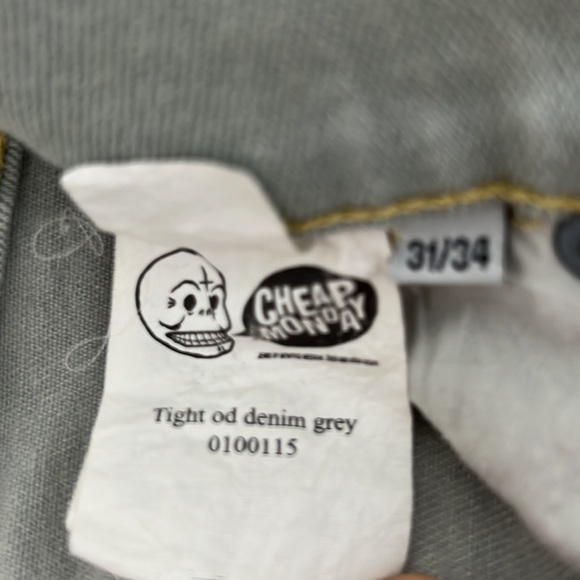 31/34
CHEAP
MONDAY
Tight od denim grey
0100115